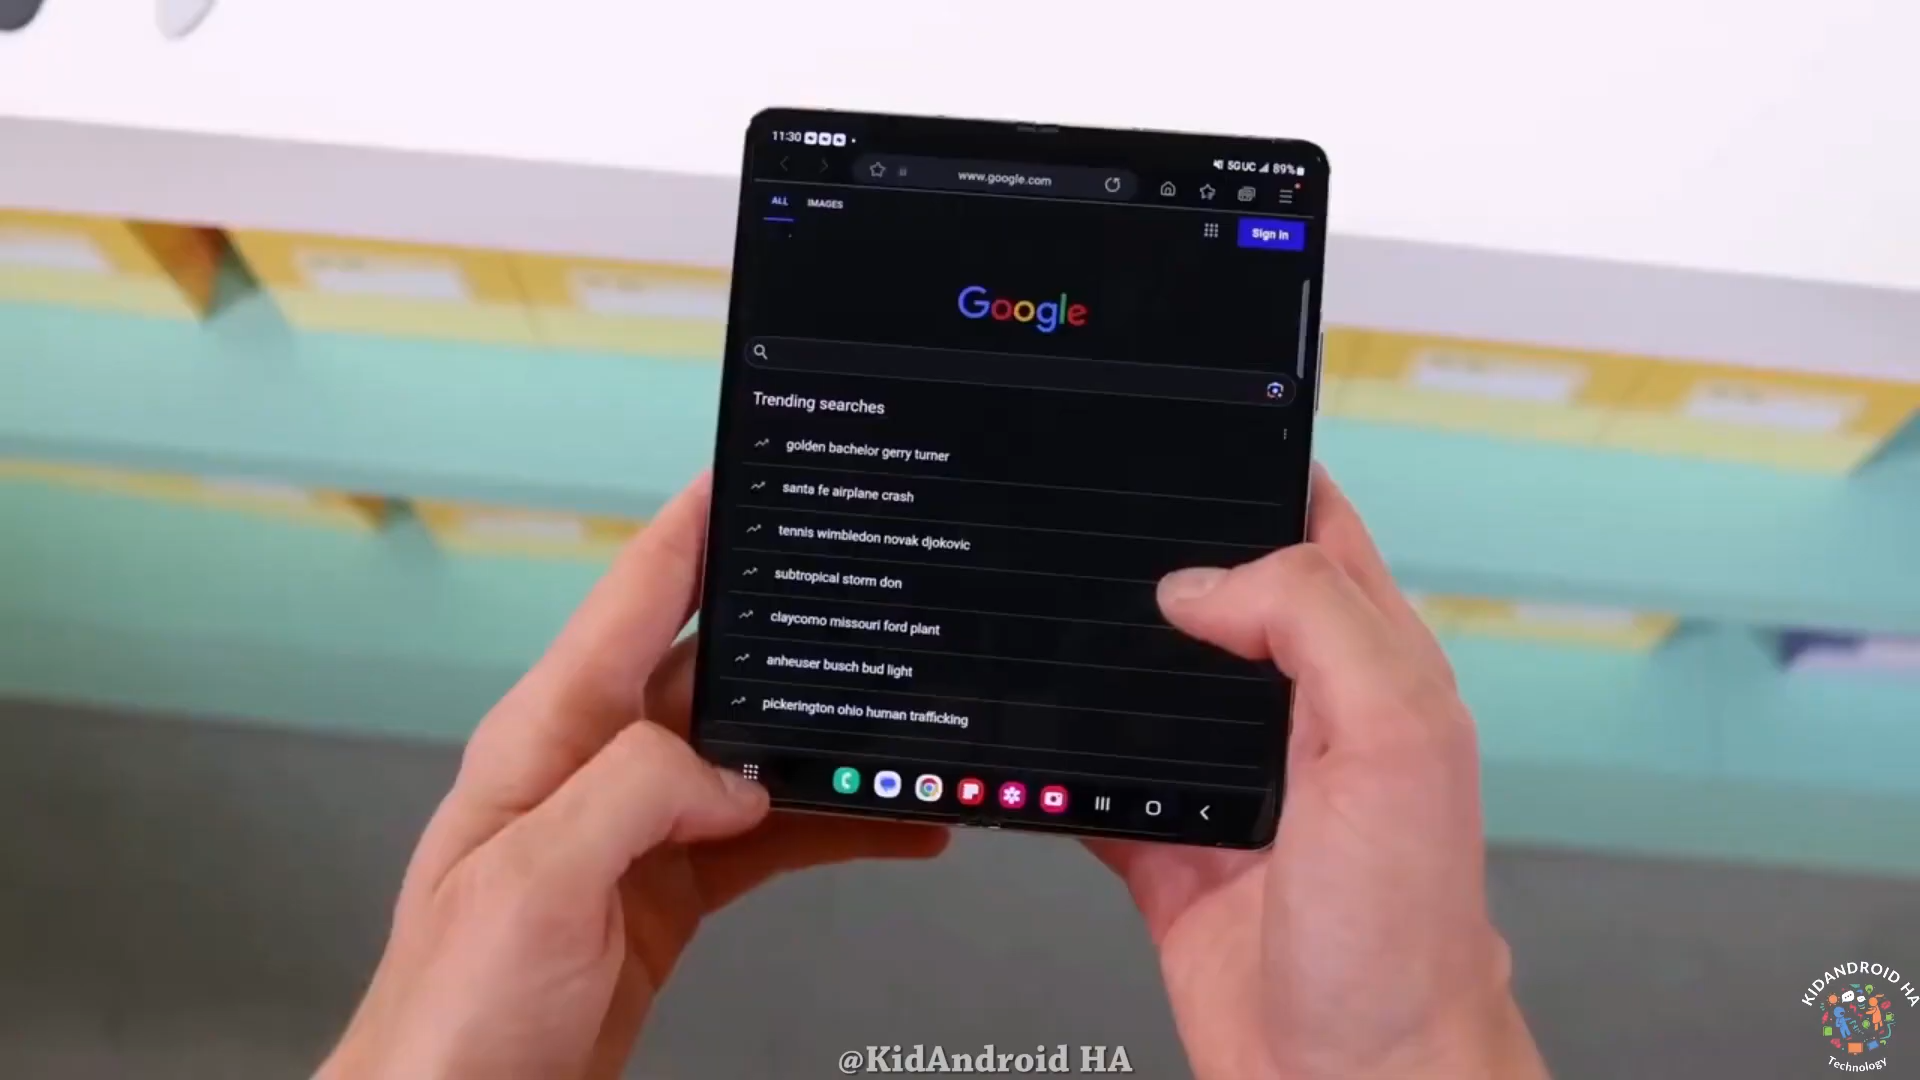 11:30
5G UC 89%
www.google.com
ALL IMAGES
Sign in
Google
Trending searches
golden bachelor gerry turner
santa fe airplane crash
tennis wimbledon novak djokovic
subtropical storm don
claycomo missouri ford plant
anheuser busch bud light
pickerington ohio human trafficking
KIDANDROID HA
Technology
@KidAndroid HA